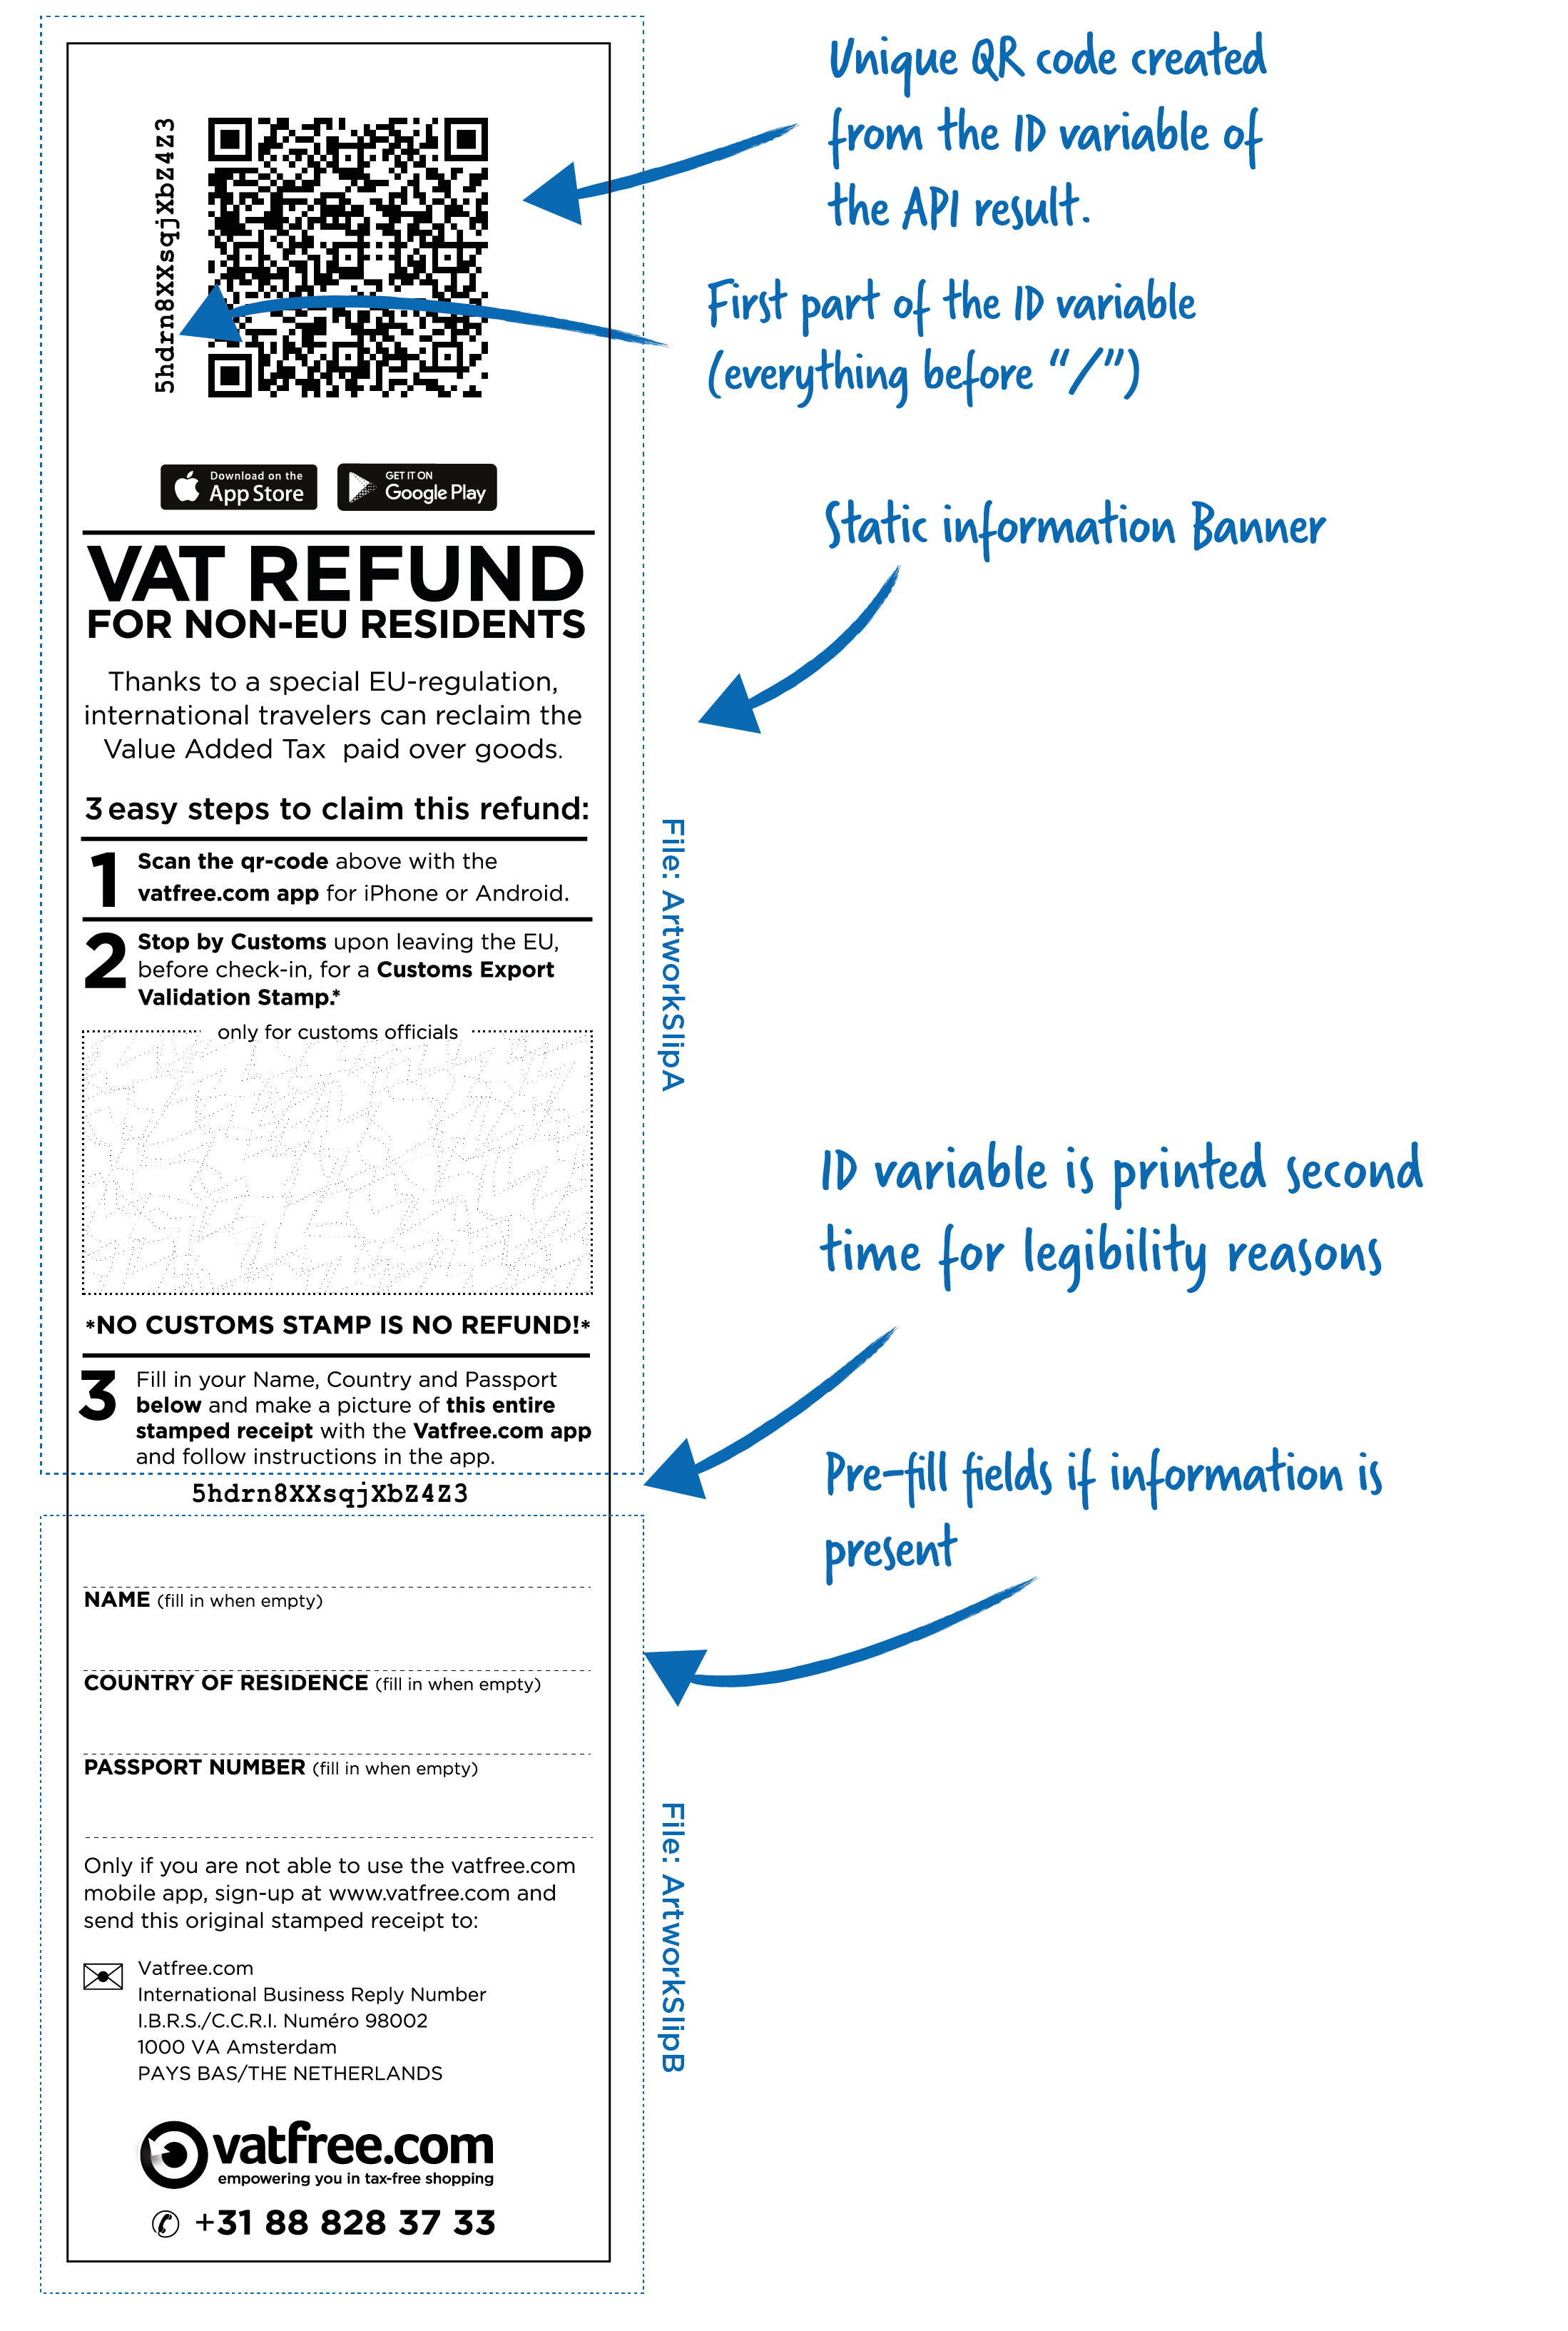 Unique QR code created
from the ID variable of
the API result.
5hdrn8XXsqjXbZ4Z3
First part of the ID variable
(everything before “/”)
Download on the
App Store
GET IT ON
Google Play
Static information Banner
VAT REFUND
FOR NON-EU RESIDENTS
Thanks to a special EU-regulation,
international travelers can reclaim the
Value Added Tax paid over goods.
3 easy steps to claim this refund:
1 Scan the qr-code above with the
vatfree.com app for iPhone or Android.
2 Stop by Customs upon leaving the EU,
before check-in, for a Customs Export
Validation Stamp.*
File: ArtworkSlipA
only for customs officials
*NO CUSTOMS STAMP IS NO REFUND!*
ID variable is printed second
time for legibility reasons
3 Fill in your Name, Country and Passport
below and make a picture of this entire
stamped receipt with the Vatfree.com app
and follow instructions in the app.
5hdrn8XXsqjXbZ4Z3
Pre-fill fields if information is
present
NAME (fill in when empty)
COUNTRY OF RESIDENCE (fill in when empty)
PASSPORT NUMBER (fill in when empty)
File: ArtworkSlipB
Only if you are not able to use the vatfree.com
mobile app, sign-up at www.vatfree.com and
send this original stamped receipt to:
Vatfree.com
International Business Reply Number
I.B.R.S./C.C.R.I. Numéro 98002
1000 VA Amsterdam
PAYS BAS/THE NETHERLANDS
vatfree.com
empowering you in tax-free shopping
✆ +31 88 828 37 33